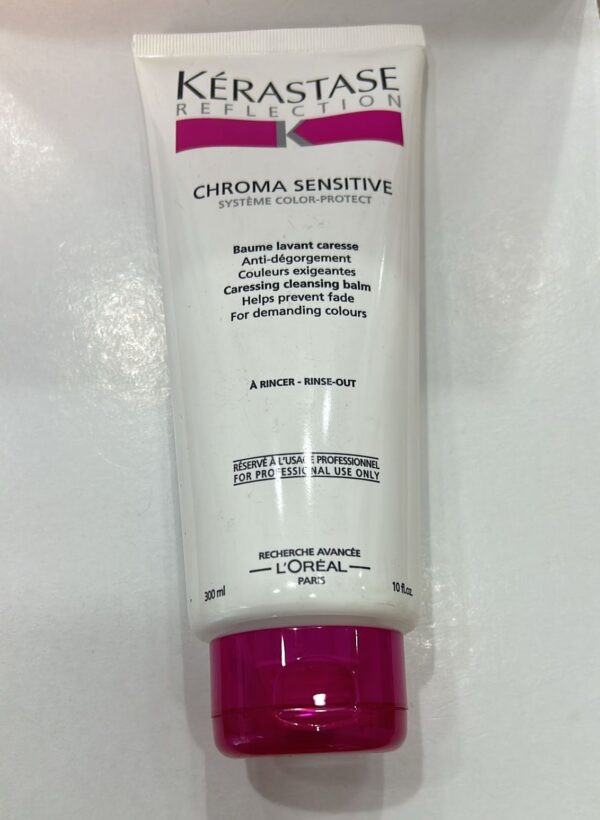 KÉRASTASE
REFLECTION
K
CHROMA SENSITIVE
SYSTÈME COLOR-PROTECT
Baume lavant caresse
Anti-dégorgement
Couleurs exigeantes
Caressing cleansing balm
Helps prevent fade
For demanding colours
À RINCER - RINSE-OUT
RÉSERVÉ À L'USAGE PROFESSIONNEL
FOR PROFESSIONAL USE ONLY
RECHERCHE AVANCÉE
L'ORÉAL
PARIS
300 ml 10 fl.oz.